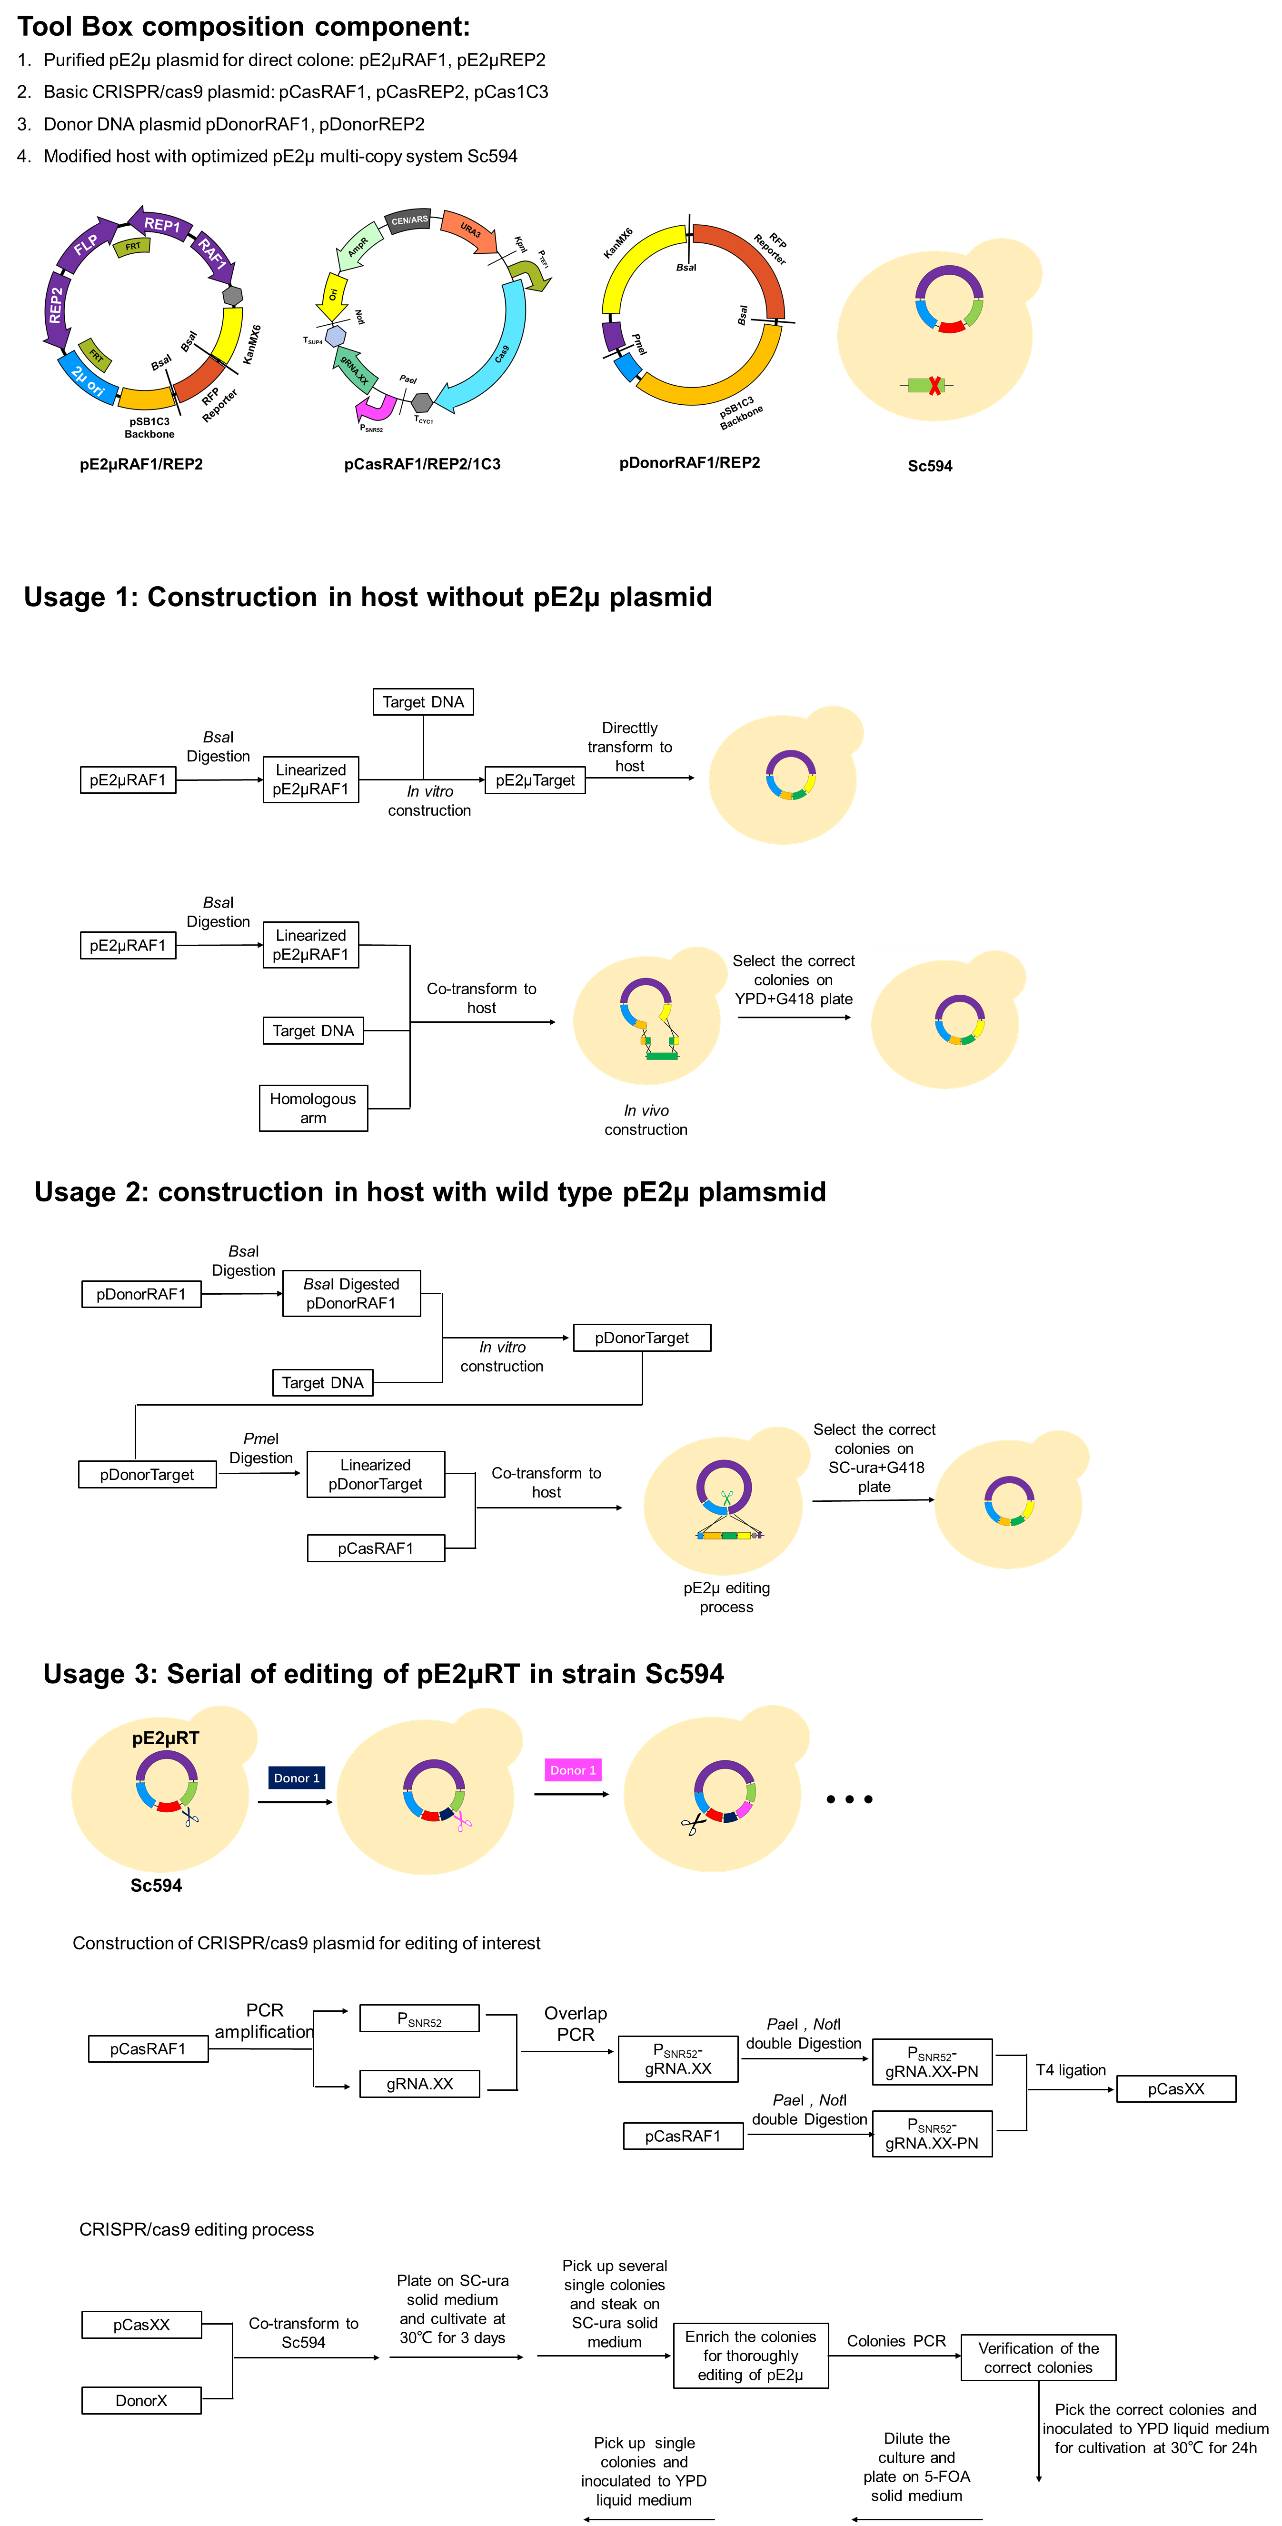 Tool Box composition component:
1. Purified pE2μ plasmid for direct colone: pE2μRAF1, pE2μREP2
2. Basic CRISPR/cas9 plasmid: pCasRAF1, pCasREP2, pCas1C3
3. Donor DNA plasmid pDonorRAF1, pDonorREP2
4. Modified host with optimized pE2μ multi-copy system Sc594
FLP
REP1
RAF1
FRT
REP2
FRT
2μ ori
BsaI
BsaI
KanMX6
RFP
Reporter
pSB1C3
Backbone
pE2μRAF1/REP2
CEN/ARS
URA3
AmpR
KpnI
PTEF1
Ori
NotI
TSUP4
gRNA.XX
Cas9
PacI
PSNR52
TCYC1
pCasRAF1/REP2/1C3
KanMX6
RFP
Reporter
BsaI
BsaI
PmeI
pSB1C3
Backbone
pDonorRAF1/REP2
Sc594
Usage 1: Construction in host without pE2μ plasmid
Target DNA
BsaI
Digestion
pE2μRAF1
Linearized
pE2μRAF1
In vitro
construction
pE2μTarget
Directtly
transform to
host
BsaI
Digestion
pE2μRAF1
Linearized
pE2μRAF1
Target DNA
Homologous
arm
Co-transform to
host
In vivo
construction
Select the correct
colonies on
YPD+G418 plate
Usage 2: construction in host with wild type pE2μ plamsmid
BsaI
Digestion
pDonorRAF1
BsaI Digested
pDonorRAF1
Target DNA
In vitro
construction
pDonorTarget
pDonorTarget
PmeI
Digestion
Linearized
pDonorTarget
pCasRAF1
Co-transform to
host
pE2μ editing
process
Select the correct
colonies on
SC-ura+G418
plate
Usage 3: Serial of editing of pE2μRT in strain Sc594
pE2μRT
Sc594
Donor 1
Donor 1
•••
Construction of CRISPR/cas9 plasmid for editing of interest
pCasRAF1
PCR
amplification
PSNR52
gRNA.XX
Overlap
PCR
PSNR52-
gRNA.XX
PaeI , NotI
double Digestion
PSNR52-
gRNA.XX-PN
pCasRAF1
PaeI , NotI
double Digestion
PSNR52-
gRNA.XX-PN
T4 ligation
pCasXX
CRISPR/cas9 editing process
pCasXX
DonorX
Co-transform to
Sc594
Plate on SC-ura
solid medium
and cultivate at
30℃ for 3 days
Pick up several
single colonies
and steak on
SC-ura solid
medium
Enrich the colonies
for thoroughly
editing of pE2μ
Colonies PCR
Verification of the
correct colonies
Pick the correct colonies and
inoculated to YPD liquid medium
for cultivation at 30℃ for 24h
Dilute the
culture and
plate on 5-FOA
solid medium
Pick up single
colonies and
inoculated to YPD
liquid medium